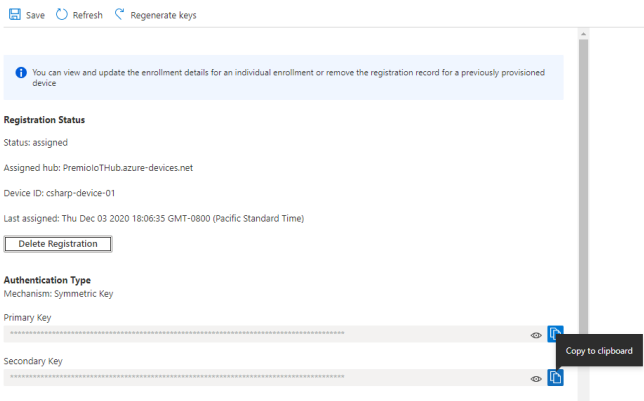 Save Refresh Regenerate keys
You can view and update the enrollment details for an individual enrollment or remove the registration record for a previously provisioned
device
Registration Status
Status: assigned
Assigned hub: PremioIoTHub.azure-devices.net
Device ID: csharp-device-01
Last assigned: Thu Dec 03 2020 18:06:35 GMT-0800 (Pacific Standard Time)
Delete Registration
Authentication Type
Mechanism: Symmetric Key
Primary Key
****************************************************************************************
Copy to clipboard
Secondary Key
****************************************************************************************